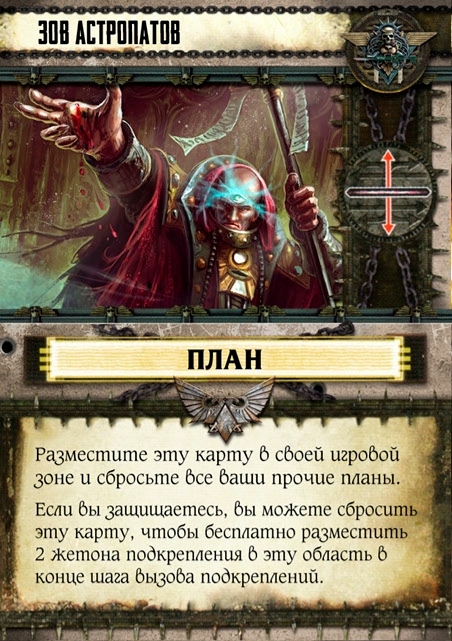 ЗОВ АСТРОПАТОВ
ПЛАН
Разместите эту карту в своей игровой
зоне и сбросьте все ваши прочие планы.
Если вы защищаетесь, вы можете сбросить
эту карту, чтобы бесплатно разместить
2 жетона подкрепления в эту область в
конце шага вызова подкреплений.